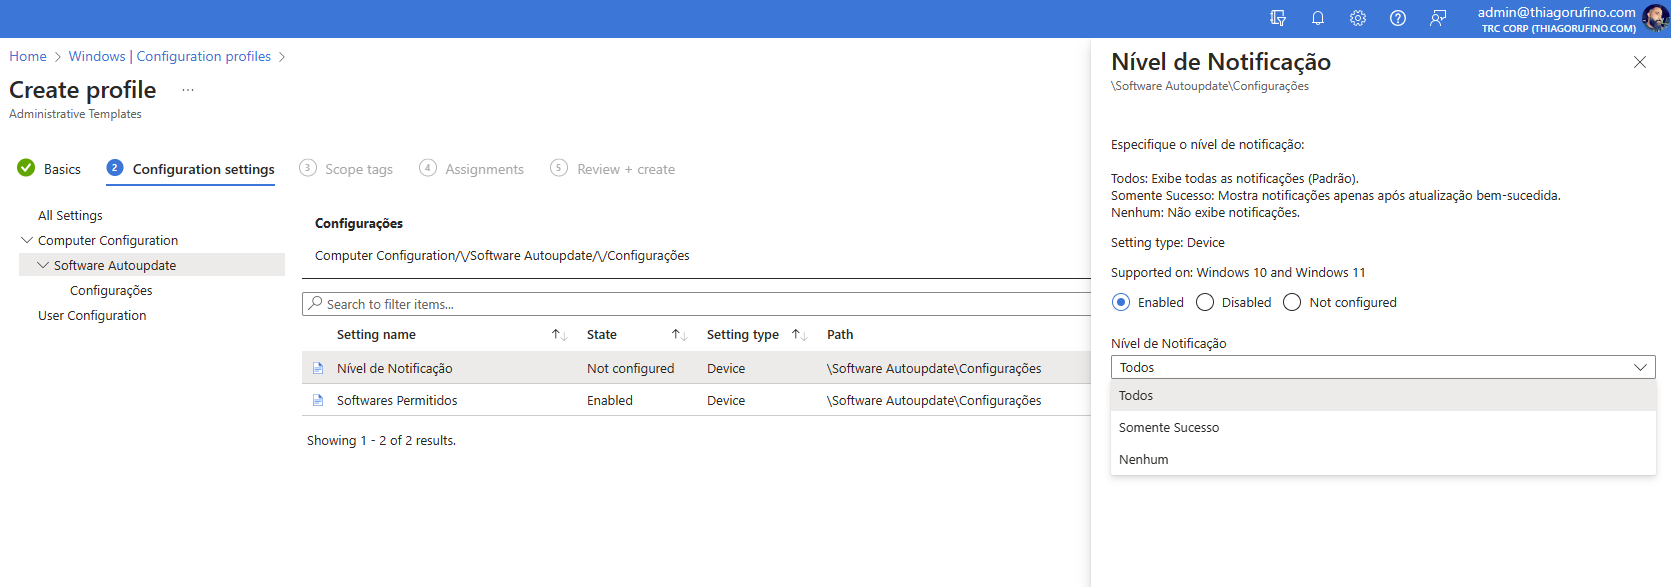 admin@thiagorufino.com
TRC CORP (THIAGORUFINO.COM)
Home > Windows | Configuration profiles >
Create profile ...
Administrative Templates
Basics
2 Configuration settings
3 Scope tags
4 Assignments
5 Review + create
All Settings
Computer Configuration
Software Autoupdate
Configurações
User Configuration
Configurações
Computer Configuration/\/Software Autoupdate/\/Configurações
Search to filter items...
Setting name ↑↓ State ↑↓ Setting type ↑↓ Path
Nível de Notificação Not configured Device \Software Autoupdate\Configurações
Softwares Permitidos Enabled Device \Software Autoupdate\Configurações
Showing 1 - 2 of 2 results.
Nível de Notificação
\Software Autoupdate\Configurações
Especifique o nível de notificação:
Todos: Exibe todas as notificações (Padrão).
Somente Sucesso: Mostra notificações apenas após atualização bem-sucedida.
Nenhum: Não exibe notificações.
Setting type: Device
Supported on: Windows 10 and Windows 11
Enabled Disabled Not configured
Nível de Notificação
Todos
Todos
Somente Sucesso
Nenhum